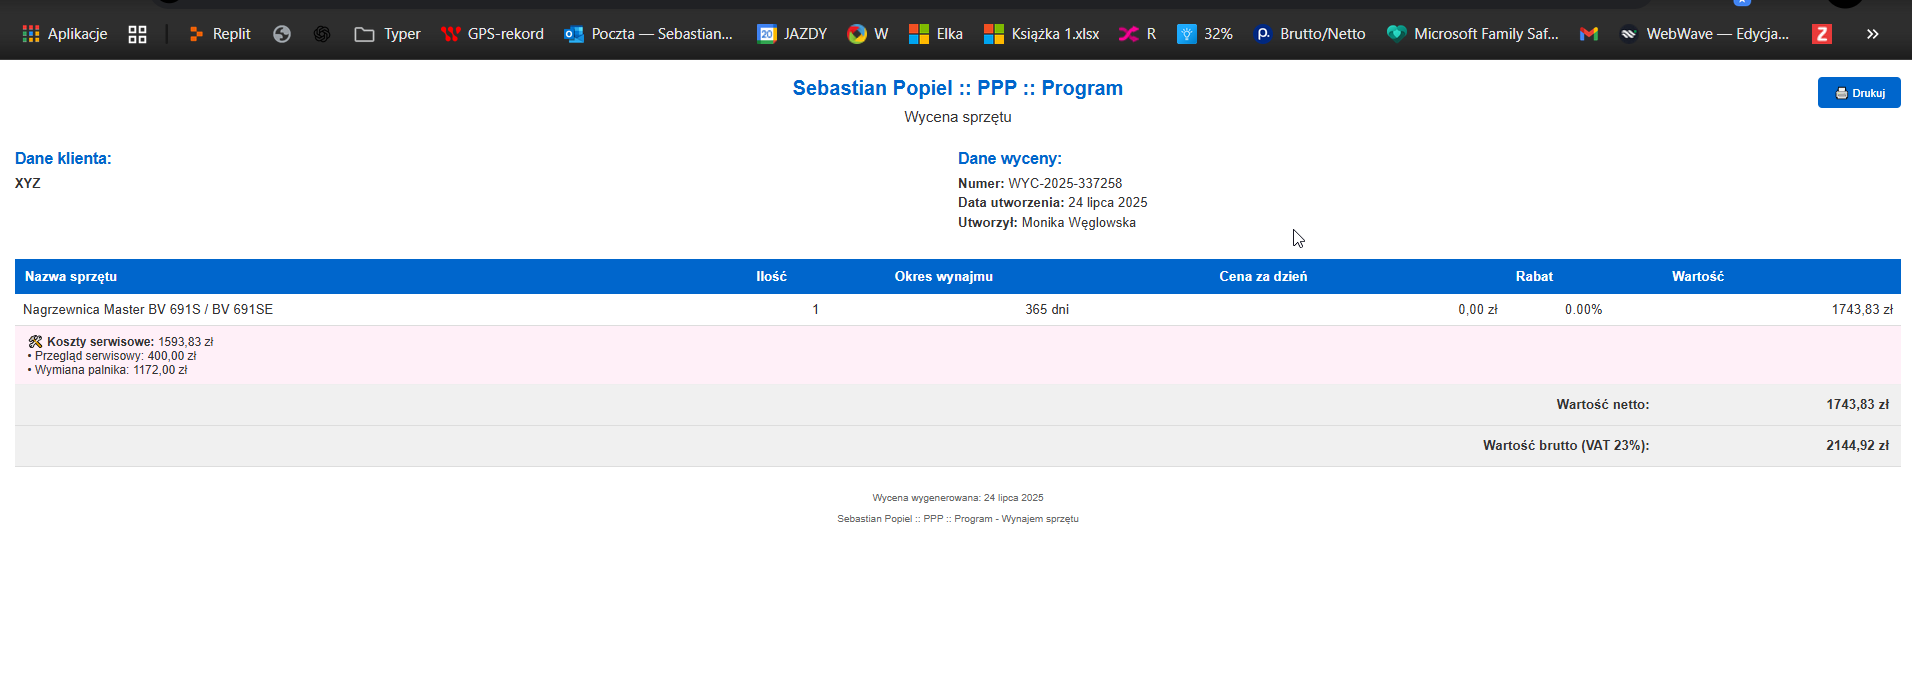 Aplikacje Replit Typer GPS-rekord Poczta — Sebastian... 20 JAZDY W Elka Książka 1.xlsx R 32% Brutto/Netto Microsoft Family Saf... WebWave — Edycja... Z »
Sebastian Popiel :: PPP :: Program
Drukuj
Wycena sprzętu
Dane klienta:
XYZ
Dane wyceny:
Numer: WYC-2025-337258
Data utworzenia: 24 lipca 2025
Utworzył: Monika Węglowska
Nazwa sprzętu Ilość Okres wynajmu Cena za dzień Rabat Wartość
Nagrzewnica Master BV 691S / BV 691SE 1 365 dni 0,00 zł 0.00% 1743,83 zł
Koszty serwisowe: 1593,83 zł
• Przegląd serwisowy: 400,00 zł
• Wymiana palnika: 1172,00 zł
Wartość netto: 1743,83 zł
Wartość brutto (VAT 23%): 2144,92 zł
Wycena wygenerowana: 24 lipca 2025
Sebastian Popiel :: PPP :: Program - Wynajem sprzętu